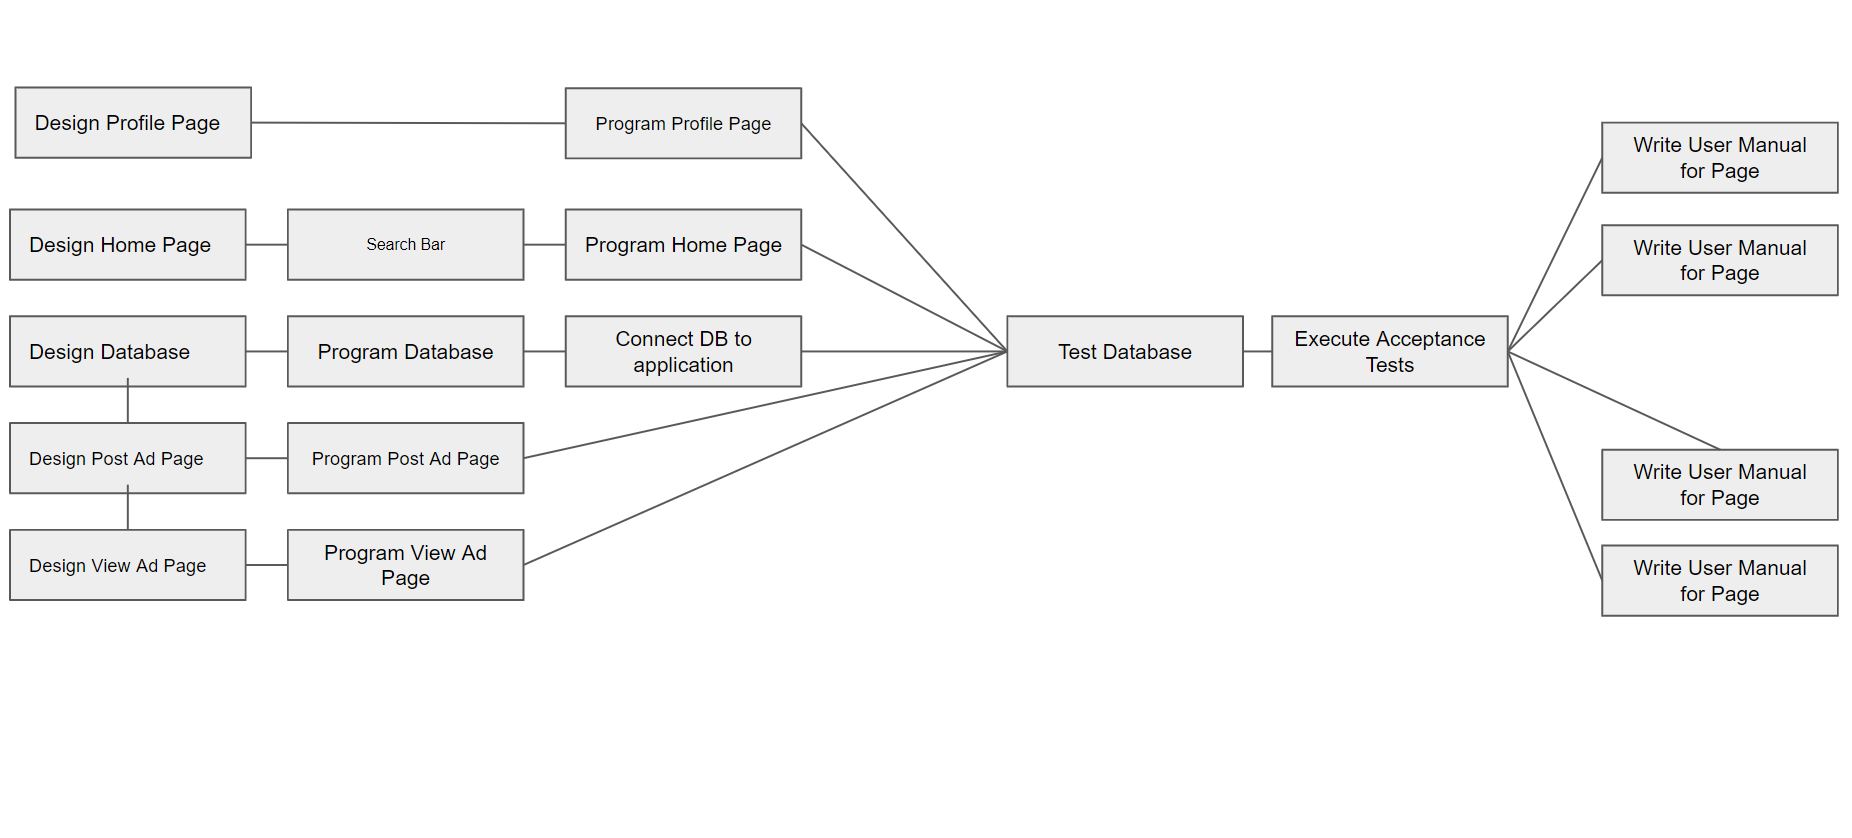 Design Profile Page
Program Profile Page
Write User Manual
for Page
Design Home Page
Search Bar
Program Home Page
Write User Manual
for Page
Design Database
Program Database
Connect DB to
application
Test Database
Execute Acceptance
Tests
Design Post Ad Page
Program Post Ad Page
Write User Manual
for Page
Design View Ad Page
Program View Ad
Page
Write User Manual
for Page